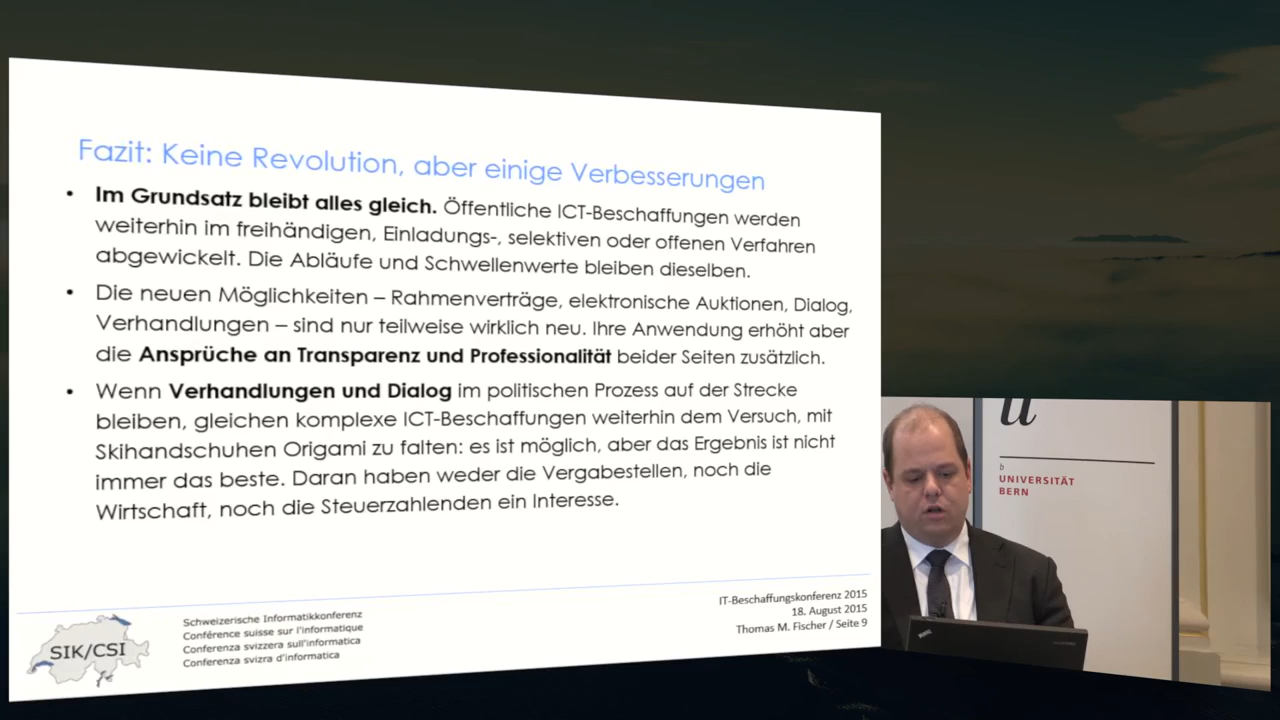 Fazit: Keine Revolution, aber einige Verbesserungen
• Im Grundsatz bleibt alles gleich. Öffentliche ICT-Beschaffungen werden
weiterhin im freihändigen, Einladungs-, selektiven oder offenen Verfahren
abgewickelt. Die Abläufe und Schwellenwerte bleiben dieselben.
• Die neuen Möglichkeiten – Rahmenverträge, elektronische Auktionen, Dialog,
Verhandlungen – sind nur teilweise wirklich neu. Ihre Anwendung erhöht aber
die Ansprüche an Transparenz und Professionalität beider Seiten zusätzlich.
• Wenn Verhandlungen und Dialog im politischen Prozess auf der Strecke
bleiben, gleichen komplexe ICT-Beschaffungen weiterhin dem Versuch, mit
Skihandschuhen Origami zu falten: es ist möglich, aber das Ergebnis ist nicht
immer das beste. Daran haben weder die Vergabestellen, noch die
Wirtschaft, noch die Steuerzahlenden ein Interesse.
SIK/CSI
Schweizerische Informatikkonferenz
Conférence suisse sur l'informatique
Conferenza svizzera sull'informatica
Conferenza svizra d'informatica
IT-Beschaffungskonferenz 2015
18. August 2015
Thomas M. Fischer / Seite 9
u
b
UNIVERSITÄT
BERN